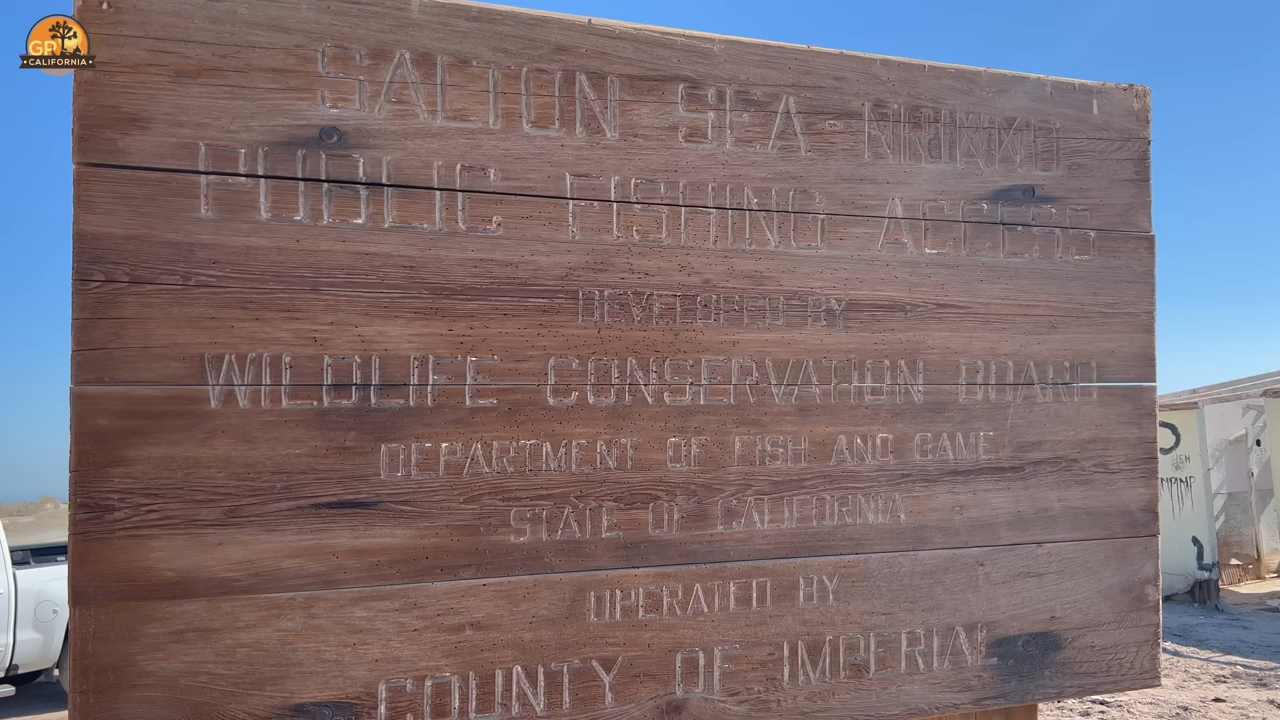 GR CALIFORNIA
SALTON SEA-
PUBLIC FISHING ACCESS
DEVELOPED BY
WILDLIFE CONSERVATION BOARD
DEPARTMENT OF FISH AND GAME
STATE OF CALIFORNIA
OPERATED BY
COUNTY OF IMPERIAL